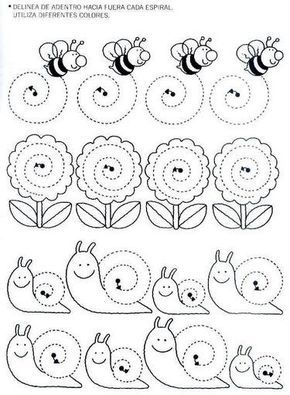 • DELINEA DE ADENTRO HACIA FUERA CADA ESPIRAL.
UTILIZA DIFERENTES COLORES.